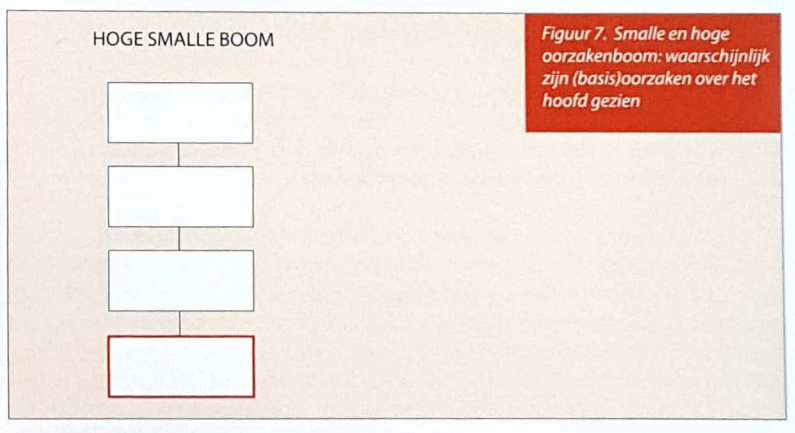 HOGE SMALLE BOOM
Figuur 7. Smalle en hoge
oorzakenboom: waarschijnlijk
zijn (basis)oorzaken over het
hoofd gezien